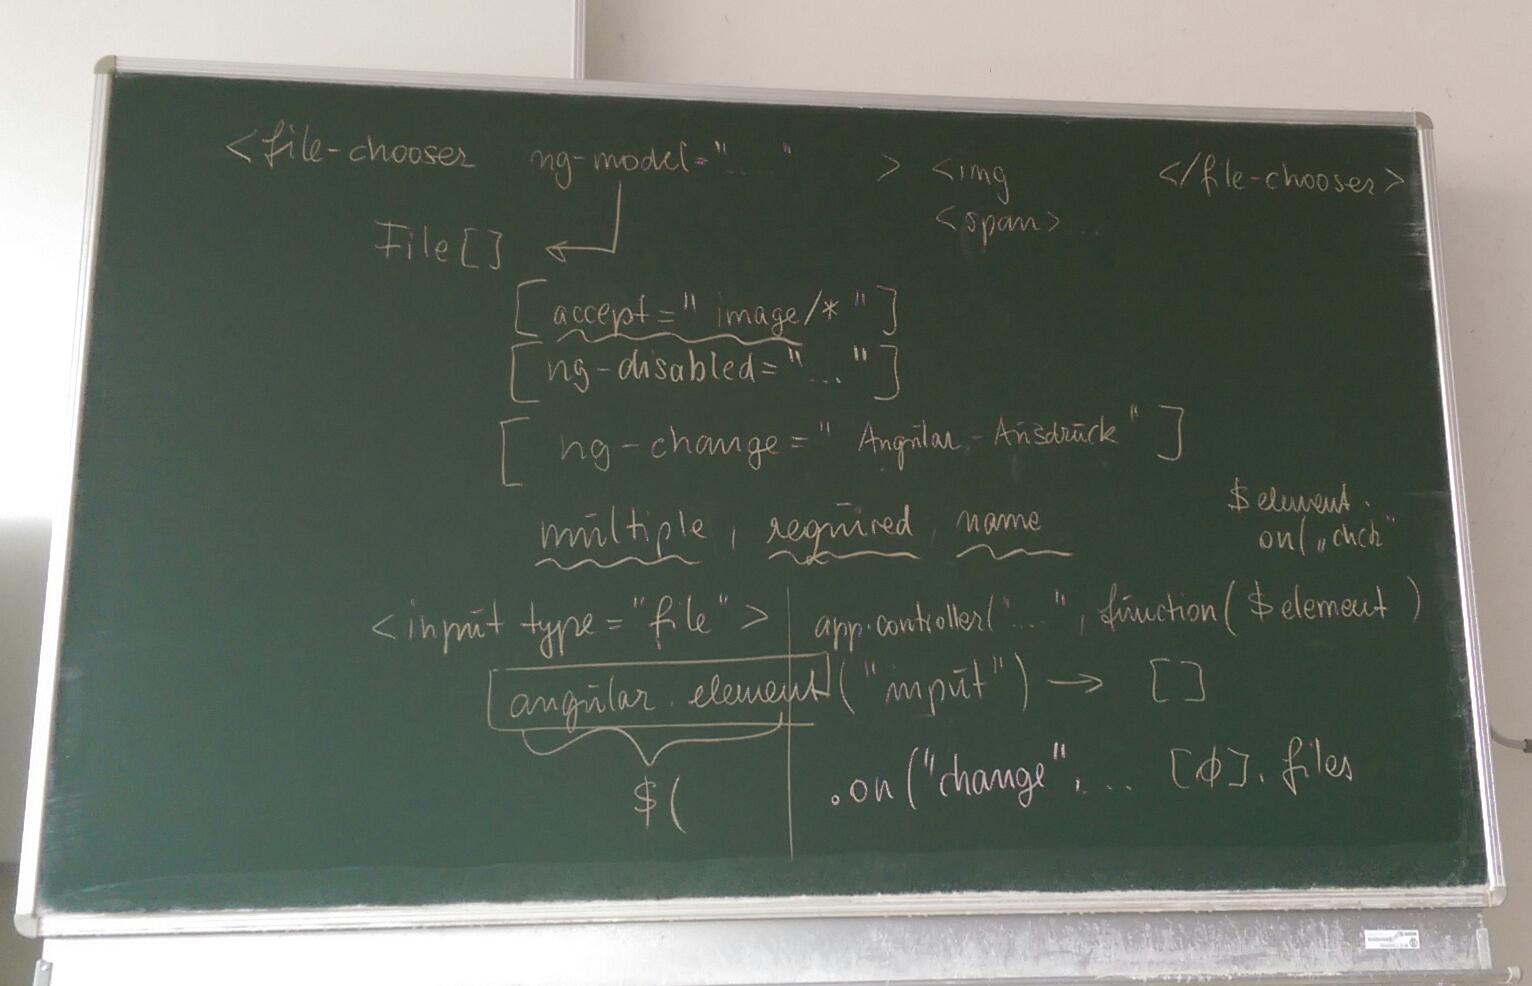 <file-chooser ng-model="...." > <img </file-chooser>
<span> ...
File[]
[accept="image/*"]
[ng-disabled="..."]
[ng-change="Angular-Ausdruck"]
multiple, required, name
$element.
on(„click“
<input type="file">
app.controller("....", function($element)
angular.element("input") → []
$(
.on("change", ... [0].files